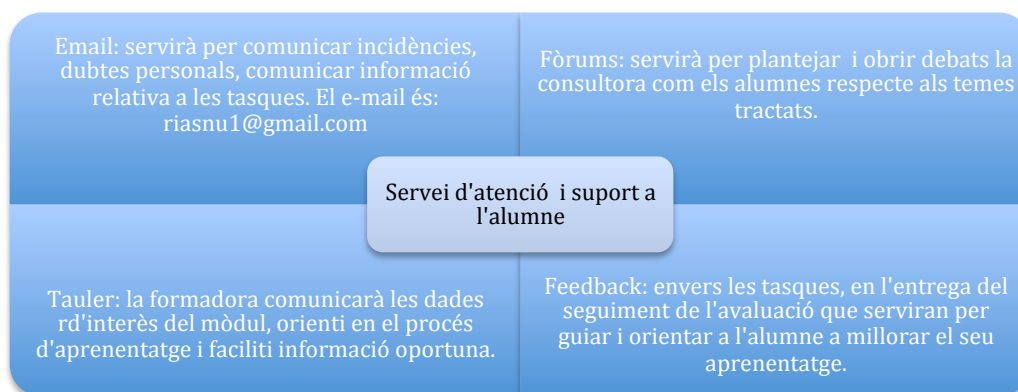 Email: servirà per comunicar incidències,
dubtes personals, comunicar informació
relativa a les tasques. El e-mail és:
riasnu1@gmail.com
Fòrums: servirà per plantejar  i obrir debats la
consultora com els alumnes respecte als temes
tractats.
Servei d'atenció  i suport a
l'alumne
Tauler: la formadora comunicarà les dades
rd'interès del mòdul, orienti en el procés
d'aprenentatge i faciliti informació oportuna.
Feedback: envers les tasques, en l'entrega del
seguiment de l'avaluació que serviran per
guiar i orientar a l'alumne a millorar el seu
aprenentatge.